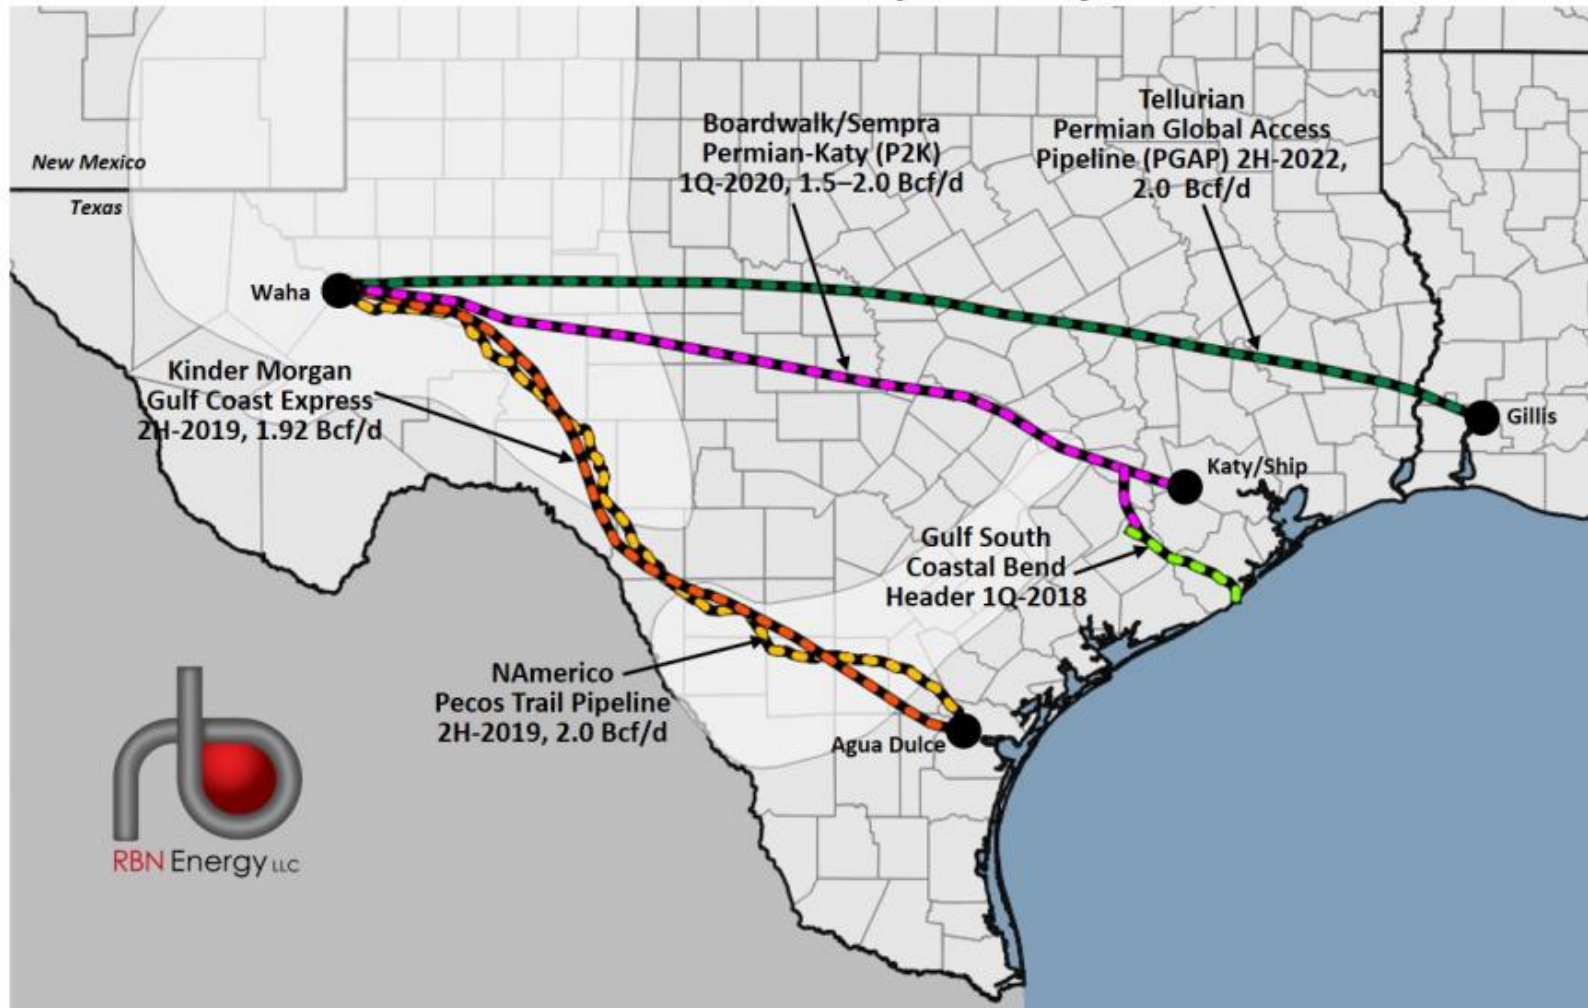 Boardwalk/Sempra
Permian-Katy (P2K)
1Q-2020, 1.5–2.0 Bcf/d
Tellurian
Permian Global Access
Pipeline (PGAP) 2H-2022,
2.0 Bcf/d
New Mexico
Texas
Waha
Kinder Morgan
Gulf Coast Express
2H-2019, 1.92 Bcf/d
Gillis
Katy/Ship
Gulf South
Coastal Bend
Header 1Q-2018
NAmerico
Pecos Trail Pipeline
2H-2019, 2.0 Bcf/d
Agua Dulce
RBN Energy LLC